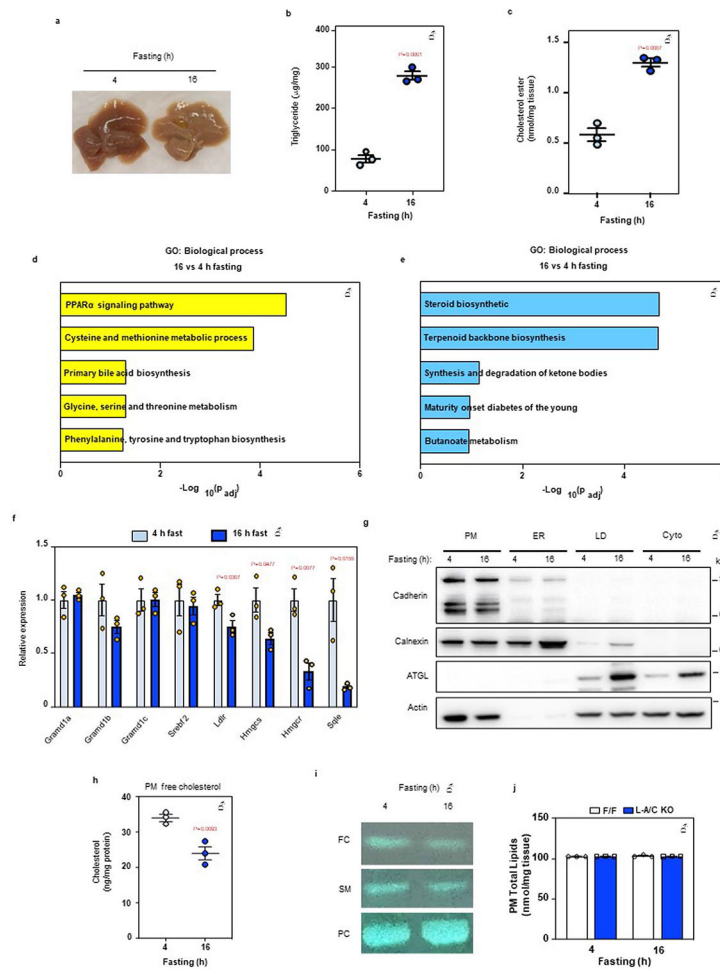 a
Fasting (h)
4 16
b
Triglyceride (µg/mg)
400
300
200
100
0
P=0.0001
4 16
Fasting (h)
c
Cholesterol ester
(nmol/mg tissue)
1.5
1.0
0.5
0.0
P=0.0007
4 16
Fasting (h)
d
GO: Biological process
16 vs 4 h fasting
PPARα signaling pathway
Cysteine and methionine metabolic process
Primary bile acid biosynthesis
Glycine, serine and threonine metabolism
Phenylalanine, tyrosine and tryptophan biosynthesis
0 2 4 6
-Log 10(p adj)
e
GO: Biological process
16 vs 4 h fasting
Steroid biosynthetic
Terpenoid backbone biosynthesis
Synthesis and degradation of ketone bodies
Maturity onset diabetes of the young
Butanoate metabolism
0 2 4
-Log 10(p adj)
f
4 h fast 16 h fast
Relative expression
1.5
1.0
0.5
0
Gramd1a
Gramd1b
Gramd1c
Srebf2
Ldlr
Hmgcs
Hmgcr
Sqle
g
PM ER LD Cyto
Fasting (h): 4 16 4 16 4 16 4 16
Cadherin
Calnexin
ATGL
Actin
h
PM free cholesterol
Cholesterol
(ng/mg protein)
40
30
20
10
0
4 16
Fasting (h)
i
Fasting (h)
4 16
FC
SM
PC
j
F/F L-A/C KO
PM Total Lipids
(nmol/mg tissue)
150
100
50
0
4 16
Fasting (h)